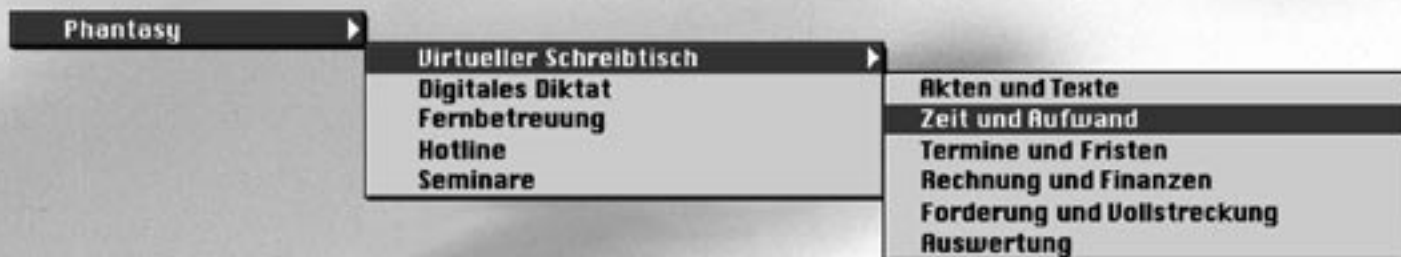 Phantasy
Virtueller Schreibtisch
Digitales Diktat
Fernbetreuung
Hotline
Seminare
Akten und Texte
Zeit und Aufwand
Termine und Fristen
Rechnung und Finanzen
Forderung und Vollstreckung
Auswertung